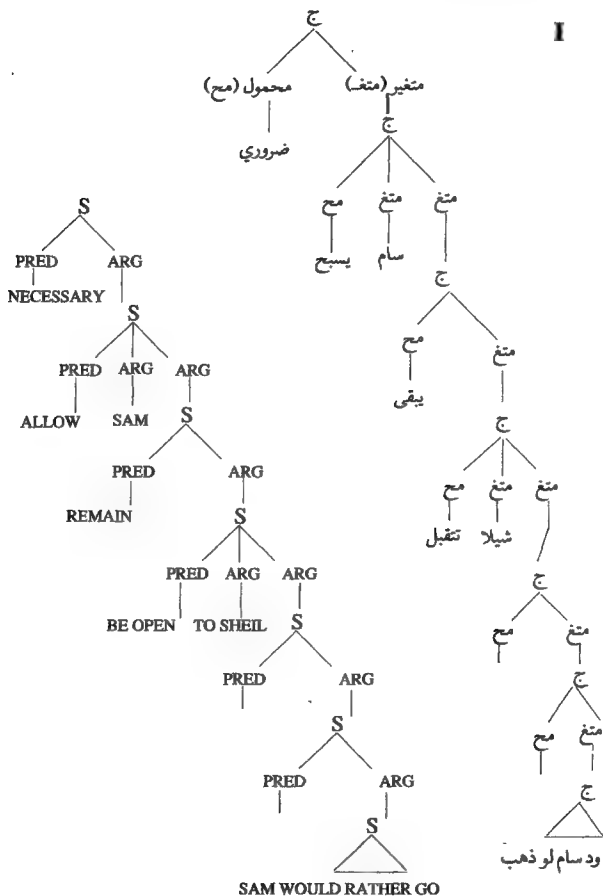 I
ج
محمول (مح) متغير (متغـ)
ضروري
ج
مح متغ متغ
يسبح سام
ج
مح متغ
يبقى
ج
مح متغ متغ
تتقبل شيلا
ج
مح متغ
ج
مح متغ
ج
ود سام لو ذهب
S
PRED ARG
NECESSARY
S
PRED ARG ARG
ALLOW SAM
S
PRED ARG
REMAIN
S
PRED ARG ARG
BE OPEN TO SHEIL
S
PRED ARG
S
PRED ARG
S
SAM WOULD RATHER GO